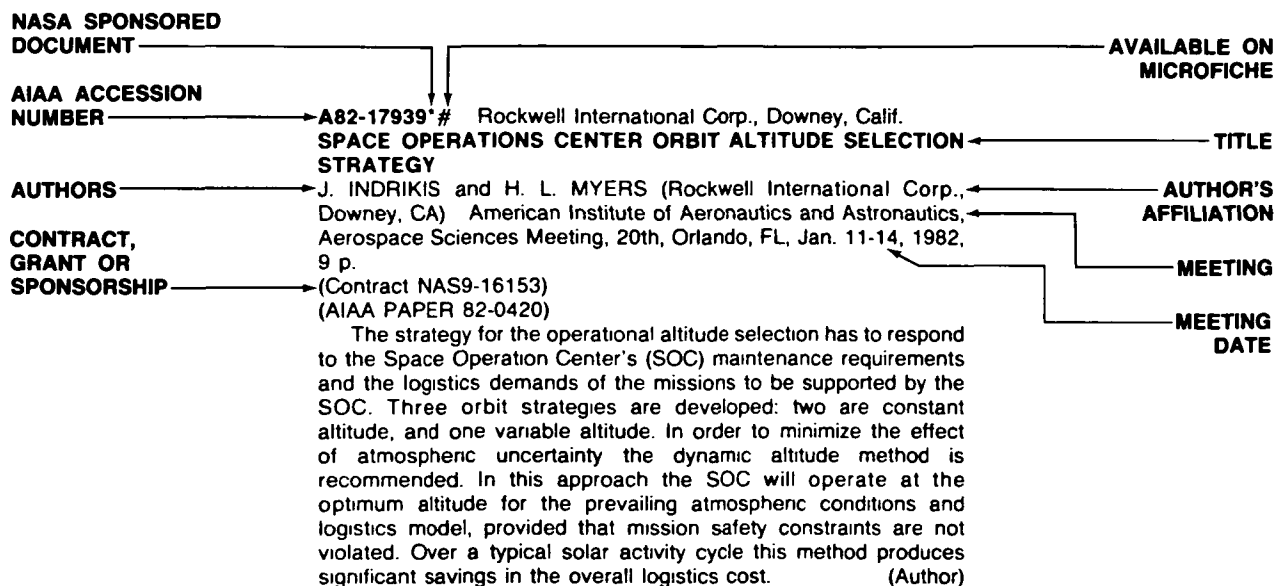 NASA SPONSORED
DOCUMENT
AVAILABLE ON
MICROFICHE
AIAA ACCESSION
NUMBER
A82-17939*# Rockwell International Corp., Downey, Calif.
SPACE OPERATIONS CENTER ORBIT ALTITUDE SELECTION
STRATEGY
TITLE
AUTHORS
J. INDRIKIS and H. L. MYERS (Rockwell International Corp.,
Downey, CA) American Institute of Aeronautics and Astronautics,
Aerospace Sciences Meeting, 20th, Orlando, FL, Jan. 11-14, 1982,
9 p.
AUTHOR'S
AFFILIATION
CONTRACT,
GRANT OR
SPONSORSHIP
(Contract NAS9-16153)
(AIAA PAPER 82-0420)
MEETING
MEETING
DATE
The strategy for the operational altitude selection has to respond
to the Space Operation Center's (SOC) maintenance requirements
and the logistics demands of the missions to be supported by the
SOC. Three orbit strategies are developed: two are constant
altitude, and one variable altitude. In order to minimize the effect
of atmospheric uncertainty the dynamic altitude method is
recommended. In this approach the SOC will operate at the
optimum altitude for the prevailing atmospheric conditions and
logistics model, provided that mission safety constraints are not
violated. Over a typical solar activity cycle this method produces
significant savings in the overall logistics cost. (Author)